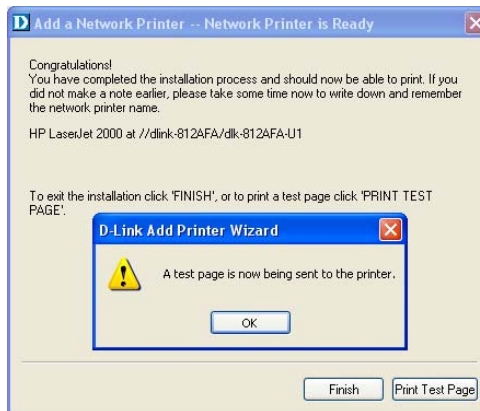 D Add a Network Printer -- Network Printer is Ready
Congratulations!
You have completed the installation process and should now be able to print. If you
did not make a note earlier, please take some time now to write down and remember
the network printer name.
HP LaserJet 2000 at //dlink-812AFA/dlk-812AFA-U1
To exit the installation click 'FINISH', or to print a test page click 'PRINT TEST
PAGE'.
D-Link Add Printer Wizard
A test page is now being sent to the printer.
OK
Finish
Print Test Page